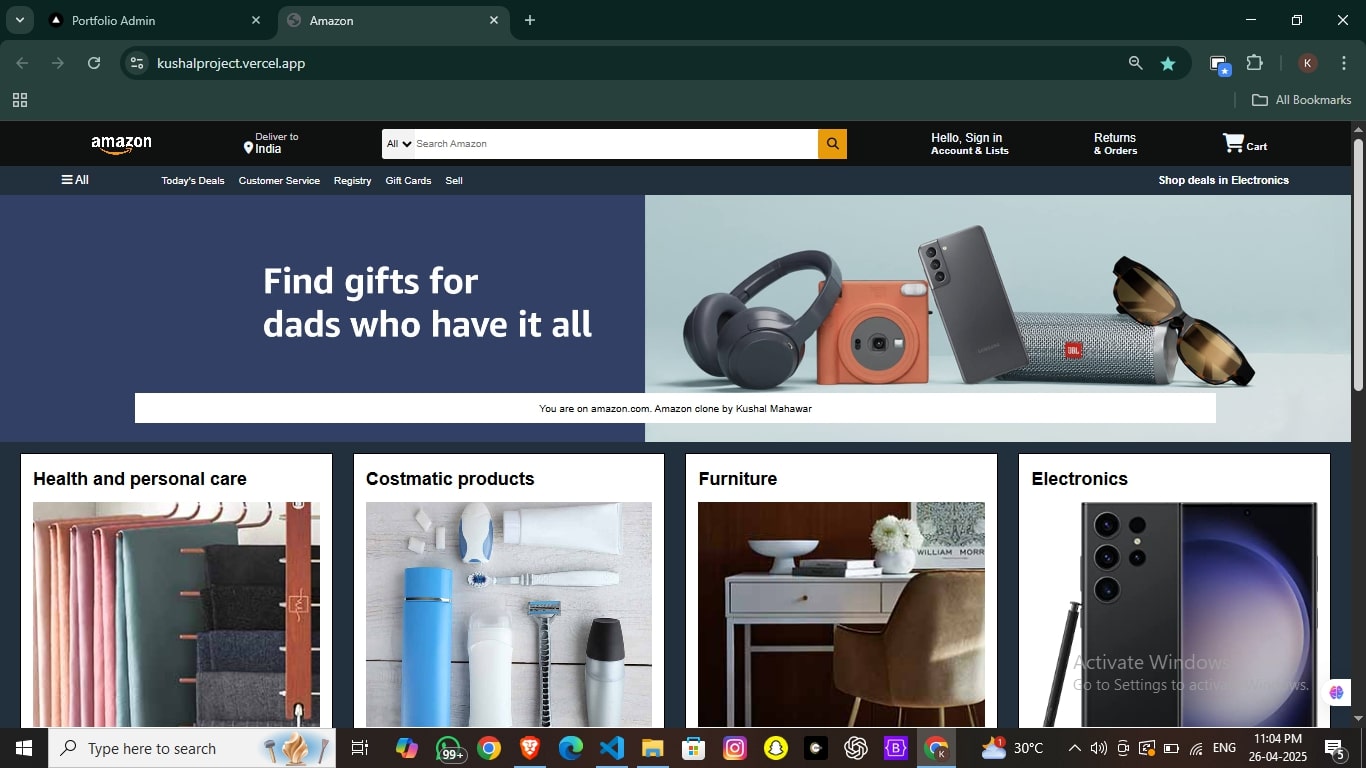 Portfolio Admin
Amazon
kushalproject.vercel.app
K
All Bookmarks
amazon
Deliver to
India
All
Search Amazon
Hello, Sign in
Account & Lists
Returns
& Orders
Cart
All
Today's Deals
Customer Service
Registry
Gift Cards
Sell
Shop deals in Electronics
Find gifts for
dads who have it all
SAMSUNG
JBL
You are on amazon.com. Amazon clone by Kushal Mahawar
Health and personal care
Costmatic products
Furniture
Electronics
WILLIAM MORR
Activate Windows
Go to Settings to activate Windows.
Type here to search
99+
K
1
30°C
ENG
11:04 PM
26-04-2025
5